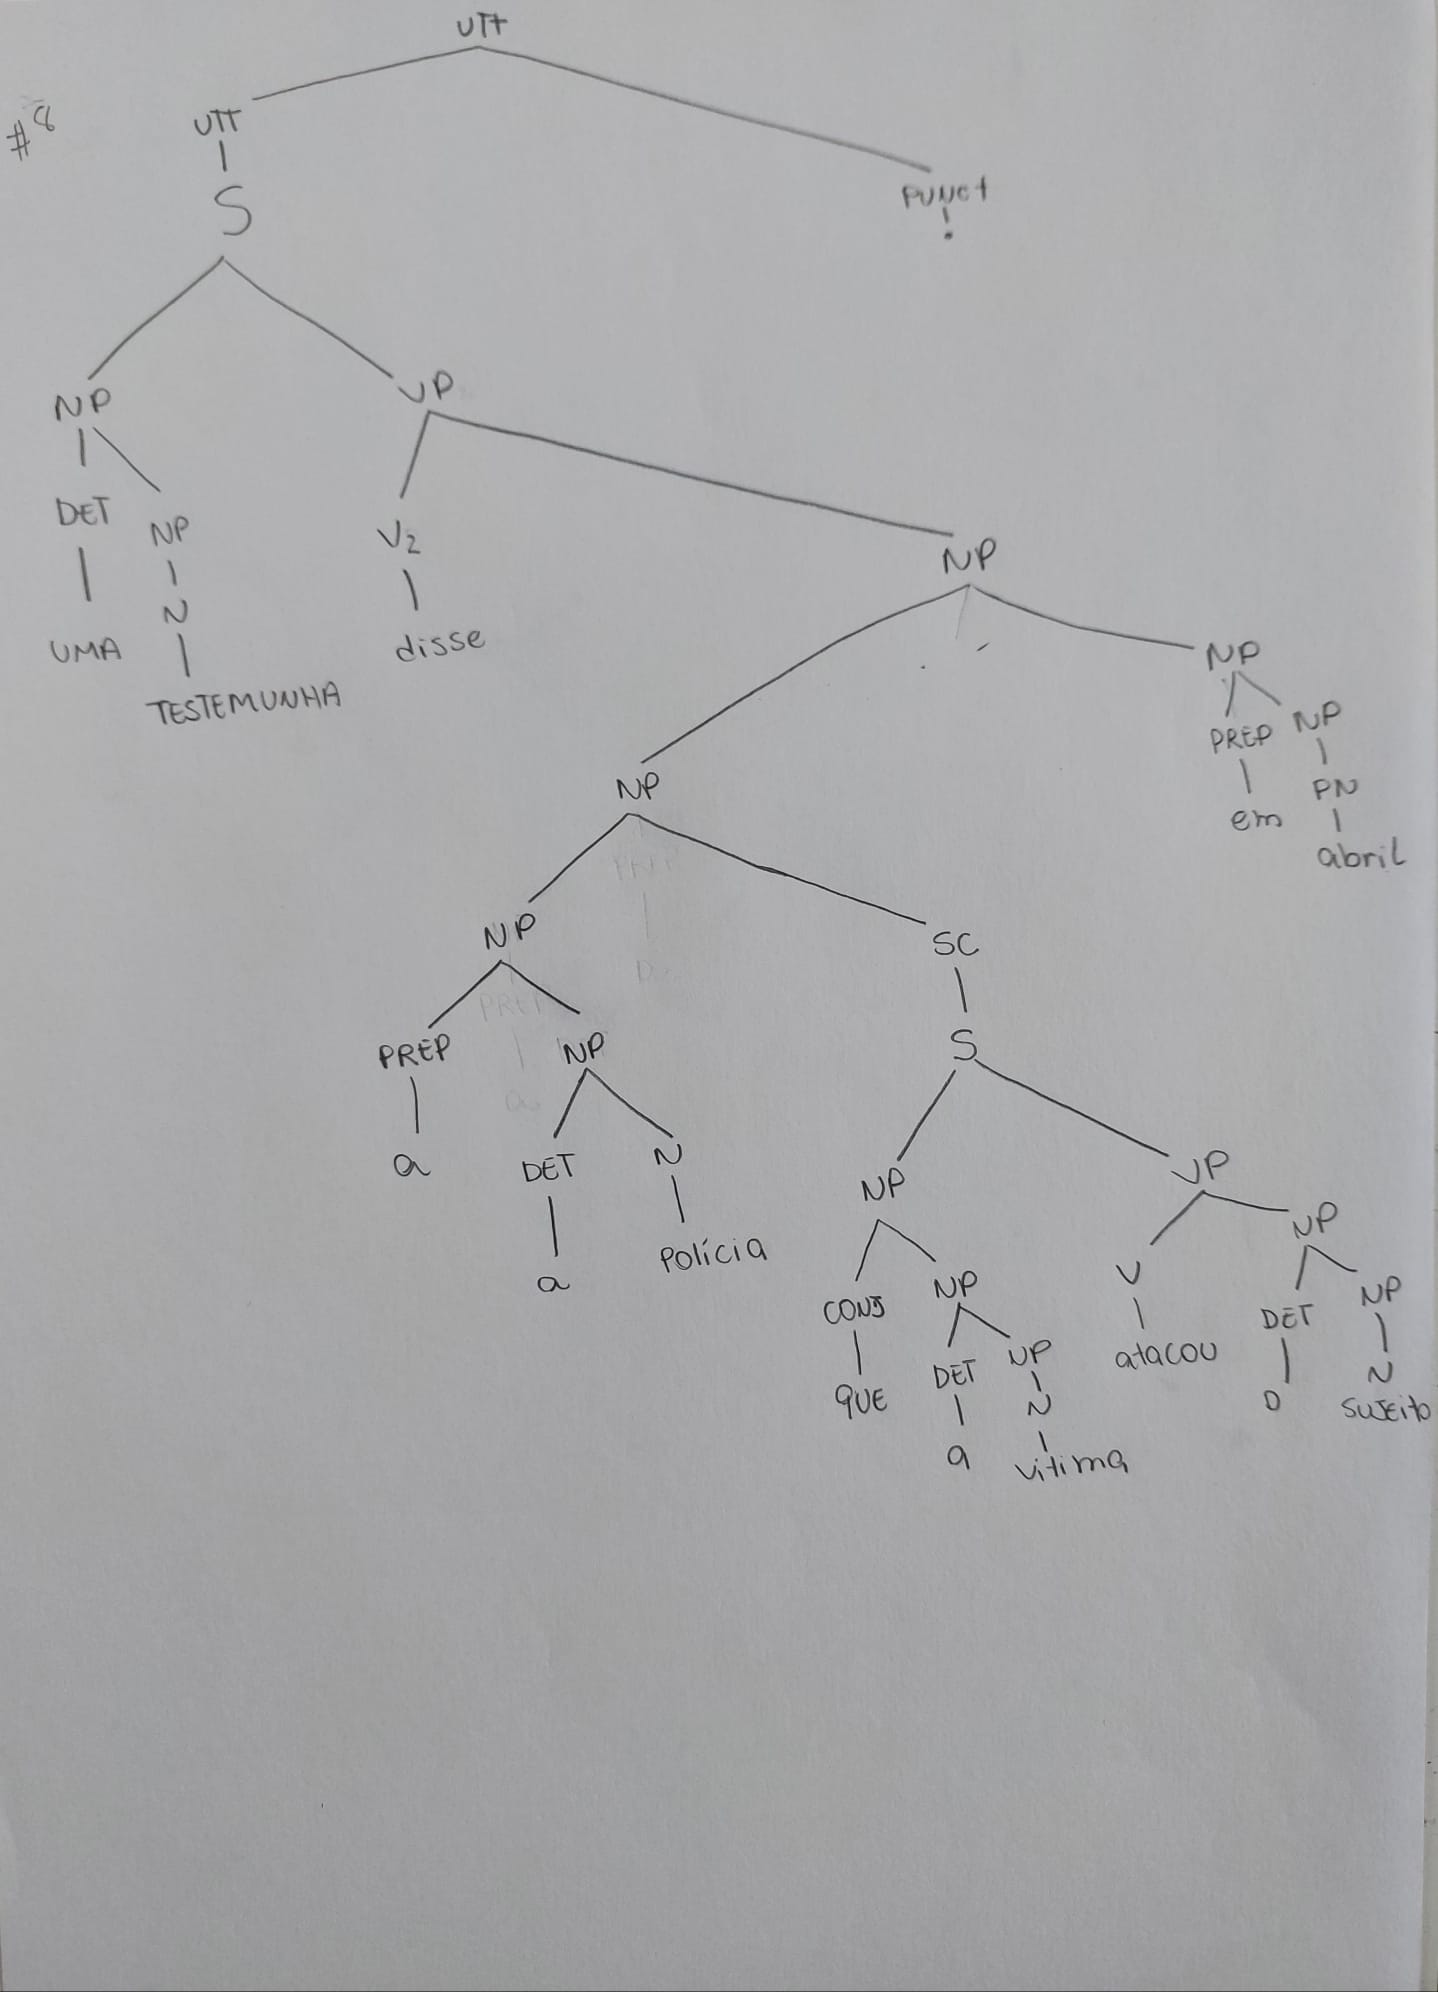 UTT
#8
UTT
PUNCT
S
!
NP
VP
DET
NP
V2
NP
N
UMA
disse
NP
TESTEMUNHA
PREP NP
NP
PN
em
abril
NP
SC
PREP
NP
S
a
DET
N
NP
VP
a
Polícia
NP
CONJ
NP
V
DET
NP
QUE
DET
NP
atacou
N
a
N
O
sujeito
vitima